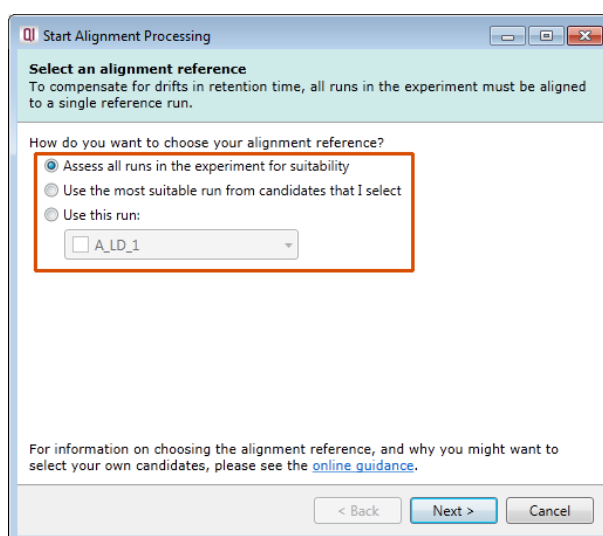 QI Start Alignment Processing
Select an alignment reference
To compensate for drifts in retention time, all runs in the experiment must be aligned
to a single reference run.
How do you want to choose your alignment reference?
Assess all runs in the experiment for suitability
Use the most suitable run from candidates that I select
Use this run:
A_LD_1
For information on choosing the alignment reference, and why you might want to
select your own candidates, please see the online guidance.
< Back Next > Cancel